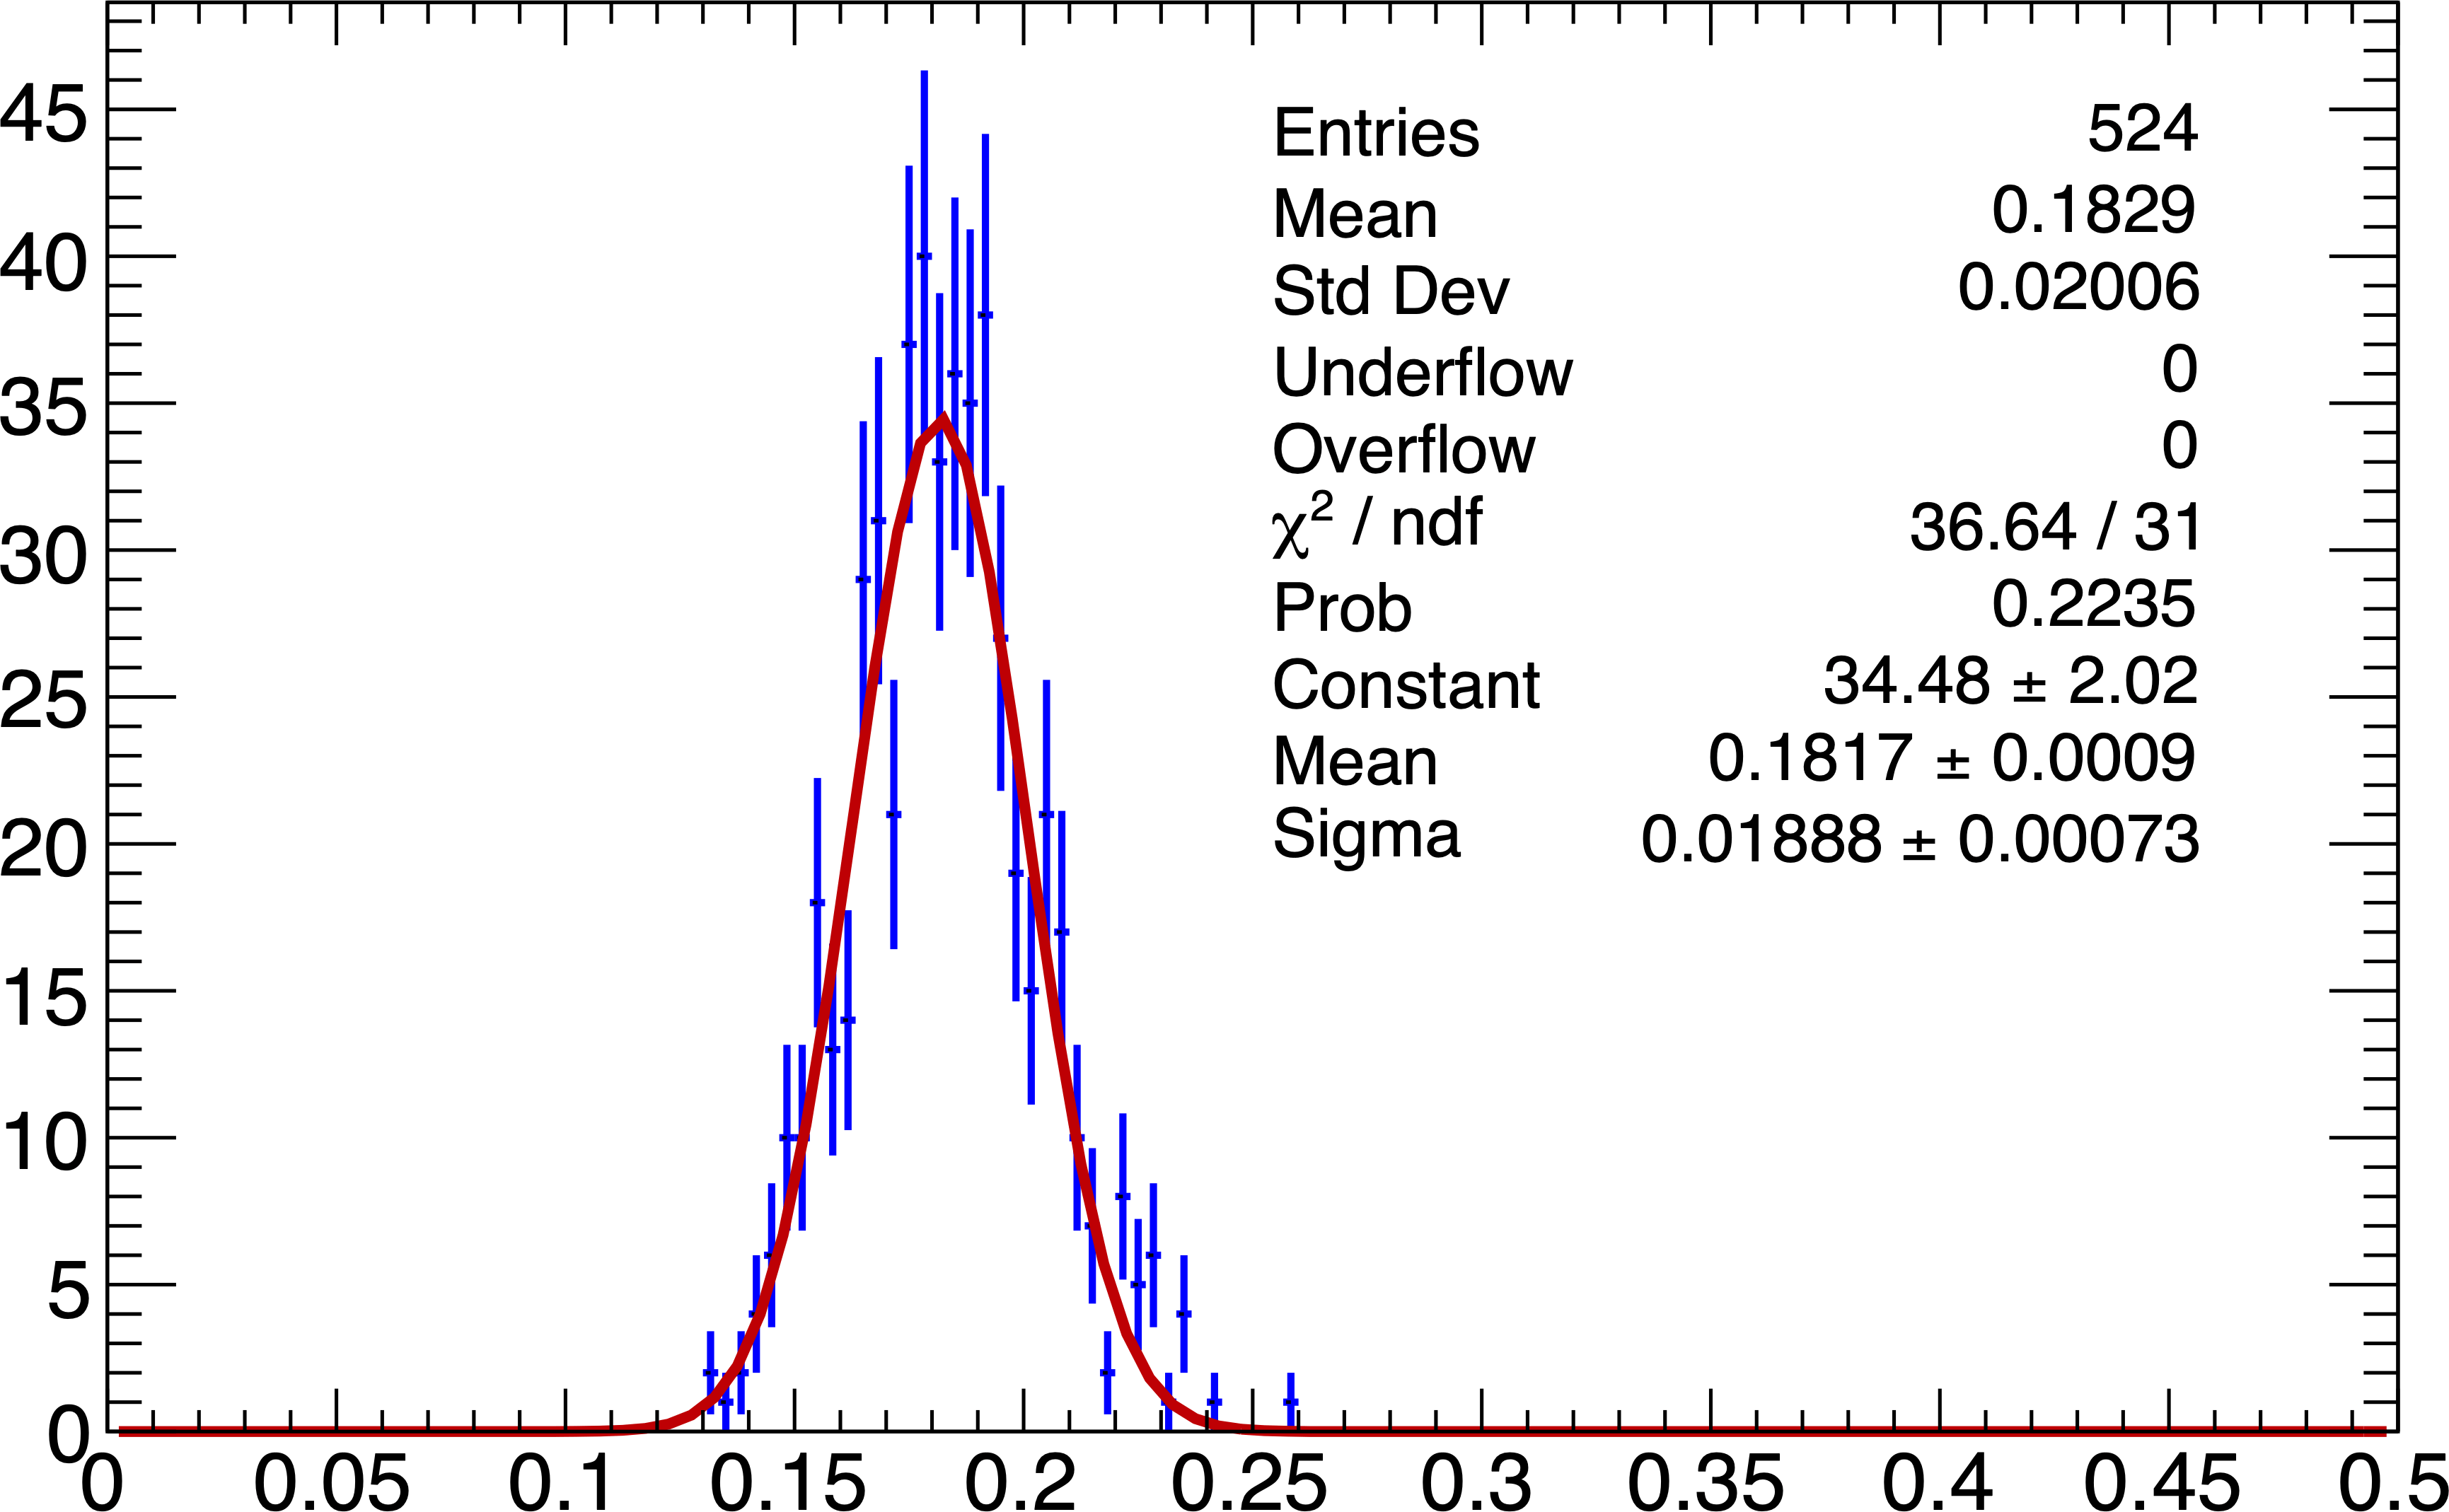 45
40
35
30
25
20
15
10
5
0
Entries 524
Mean 0.1829
Std Dev 0.02006
Underflow 0
Overflow 0
χ² / ndf 36.64 / 31
Prob 0.2235
Constant 34.48 ± 2.02
Mean 0.1817 ± 0.0009
Sigma 0.01888 ± 0.00073
0 0.05 0.1 0.15 0.2 0.25 0.3 0.35 0.4 0.45 0.5